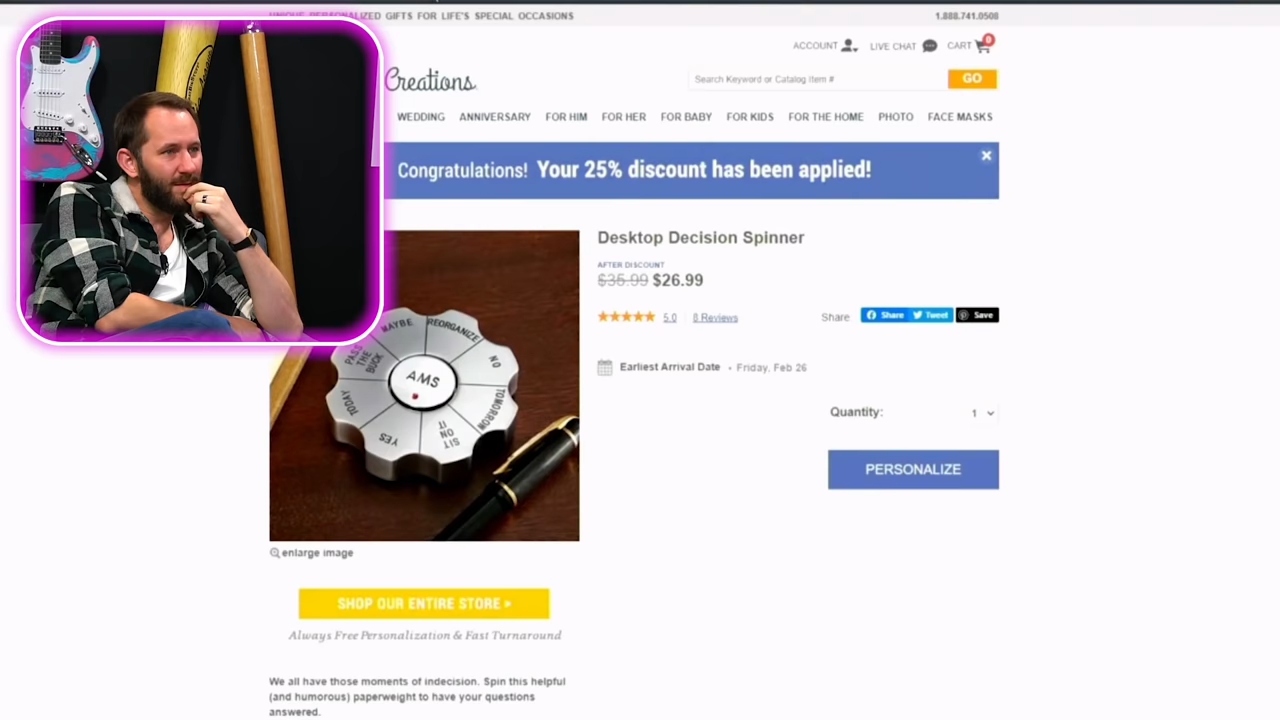 UNIQUE PERSONALIZED GIFTS FOR LIFE'S SPECIAL OCCASIONS
1.888.741.0508
ACCOUNT
LIVE CHAT
CART
0
Creations
Search Keyword or Catalog Item #
GO
WEDDING ANNIVERSARY FOR HIM FOR HER FOR BABY FOR KIDS FOR THE HOME PHOTO FACE MASKS
Congratulations! Your 25% discount has been applied!
Desktop Decision Spinner
AFTER DISCOUNT
$35.99 $26.99
5.0
8 Reviews
Share
Share
Tweet
Save
Earliest Arrival Date • Friday, Feb 26
Quantity:
1
PERSONALIZE
MAYBE
REORGANIZE
NO
TOMORROW
SIT
ON
IT
YES
TODAY
PASS
THE
BUCK
AMS
enlarge image
SHOP OUR ENTIRE STORE >
Always Free Personalization & Fast Turnaround
We all have those moments of indecision. Spin this helpful
(and humorous) paperweight to have your questions
answered.